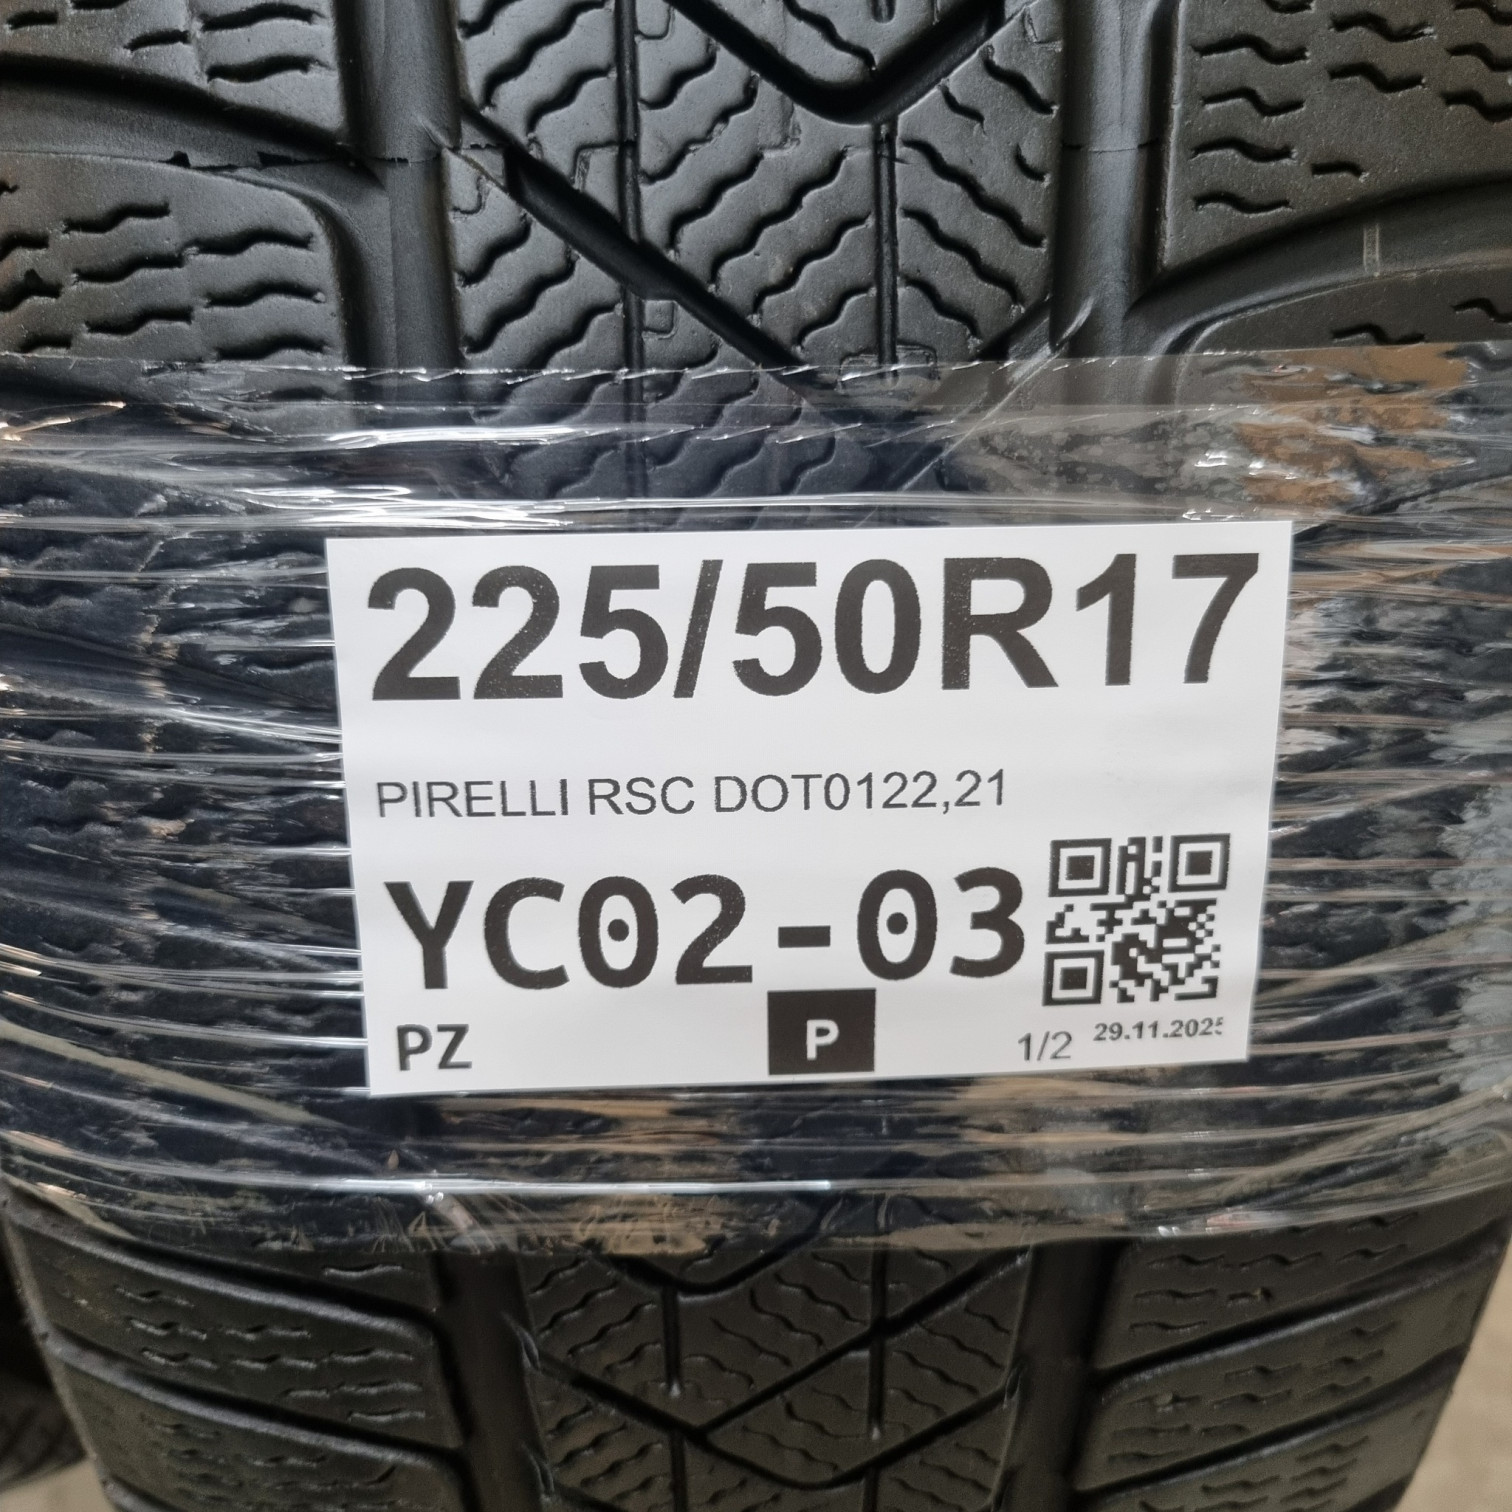 225/50R17
PIRELLI RSC DOT0122,21
YC02-03
PZ P 1/2 29.11.2025